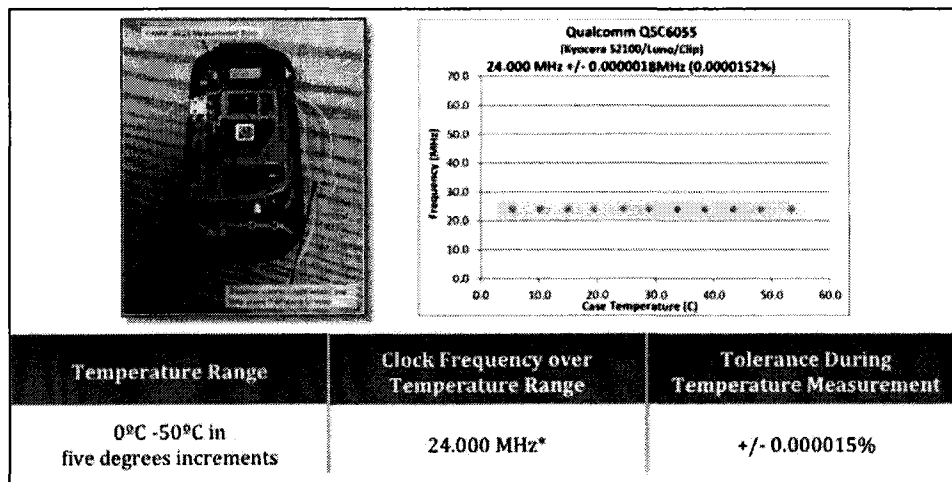 Qualcomm QSC6055
(Kyocera S2100/Luno/Clip)
24.000 MHz +/- 0.0000018MHz (0.0000152%)
Frequency (MHz)
70.0
60.0
50.0
40.0
30.0
20.0
10.0
0.0
0.0 10.0 20.0 30.0 40.0 50.0 60.0
Case Temperature (C)
Temperature Range
Clock Frequency over
Temperature Range
Tolerance During
Temperature Measurement
0ºC -50ºC in
five degrees increments
24.000 MHz*
+/- 0.000015%